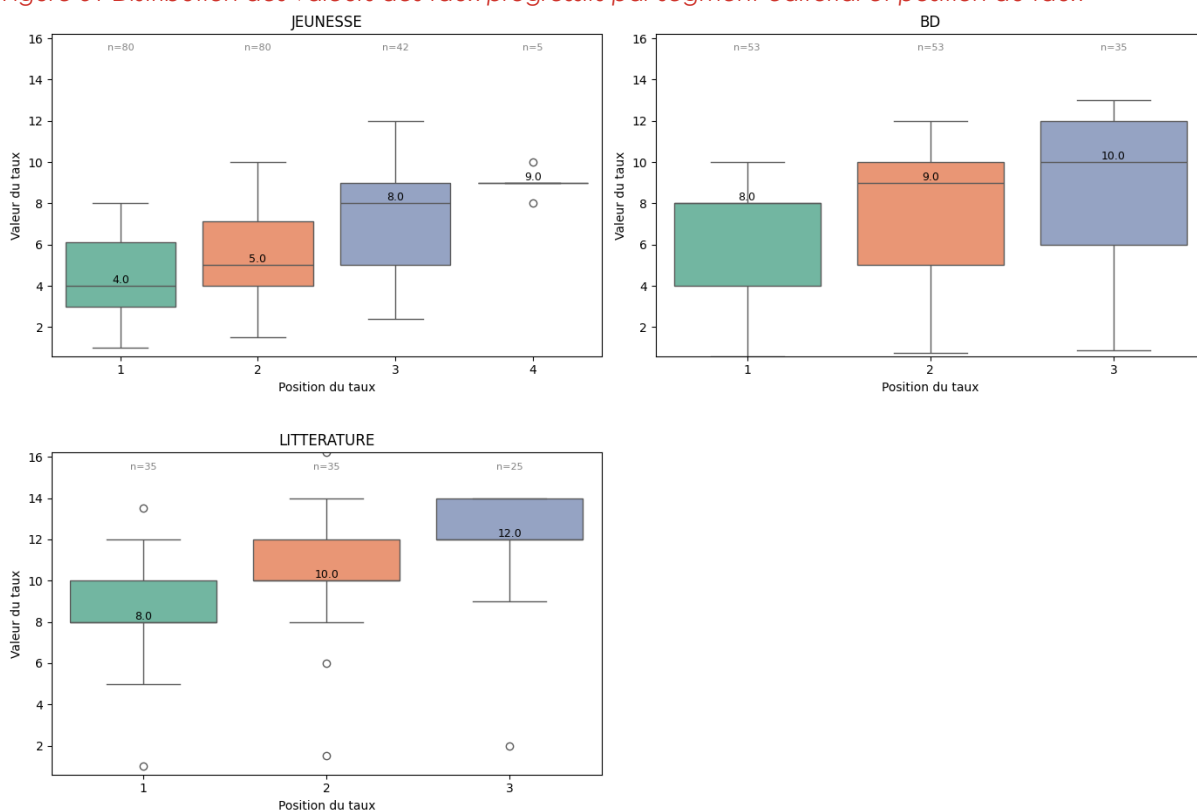 Figure 6: Distribution des valeurs des taux progressifs par segment éditorial et position du taux
JEUNESSE
16
14
12
10
8
6
4
2
Valeur du taux
n=80
n=80
n=42
n=5
4.0
5.0
8.0
9.0
1
2
3
4
Position du taux
BD
16
14
12
10
8
6
4
2
Valeur du taux
n=53
n=53
n=35
8.0
9.0
10.0
1
2
3
Position du taux
LITTERATURE
16
14
12
10
8
6
4
2
Valeur du taux
n=35
n=35
n=25
8.0
10.0
12.0
1
2
3
Position du taux